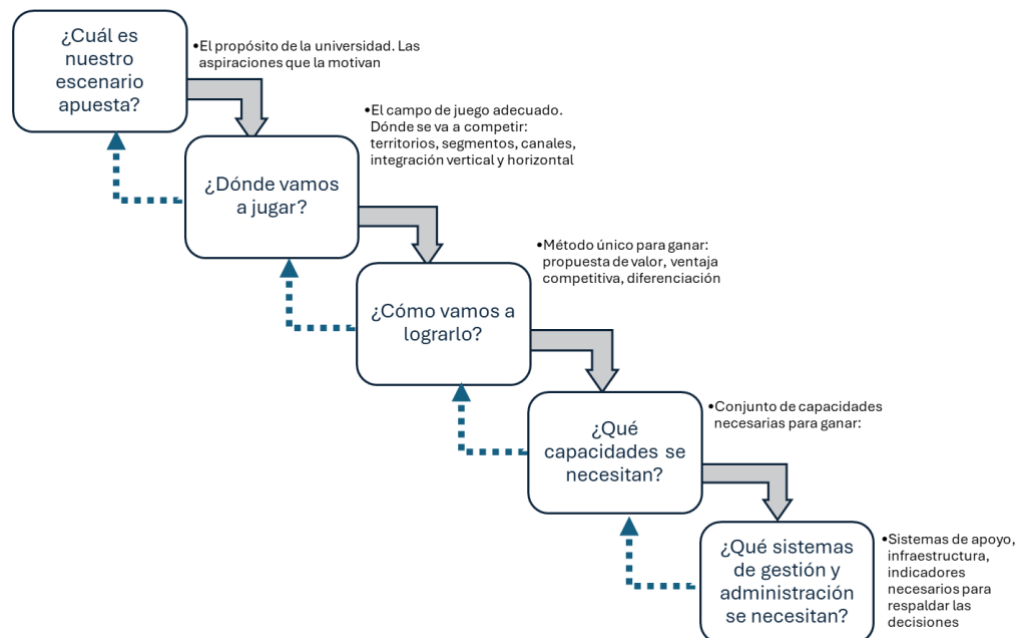 ¿Cuál es
nuestro
escenario
apuesta?
•El propósito de la universidad. Las
aspiraciones que la motivan
¿Dónde vamos
a jugar?
•El campo de juego adecuado.
Dónde se va a competir:
territorios, segmentos, canales,
integración vertical y horizontal
¿Cómo vamos a
lograrlo?
•Método único para ganar:
propuesta de valor, ventaja
competitiva, diferenciación
¿Qué
capacidades se
necesitan?
•Conjunto de capacidades
necesarias para ganar:
¿Qué sistemas
de gestión y
administración
se necesitan?
•Sistemas de apoyo,
infraestructura,
indicadores
necesarios para
respaldar las
decisiones